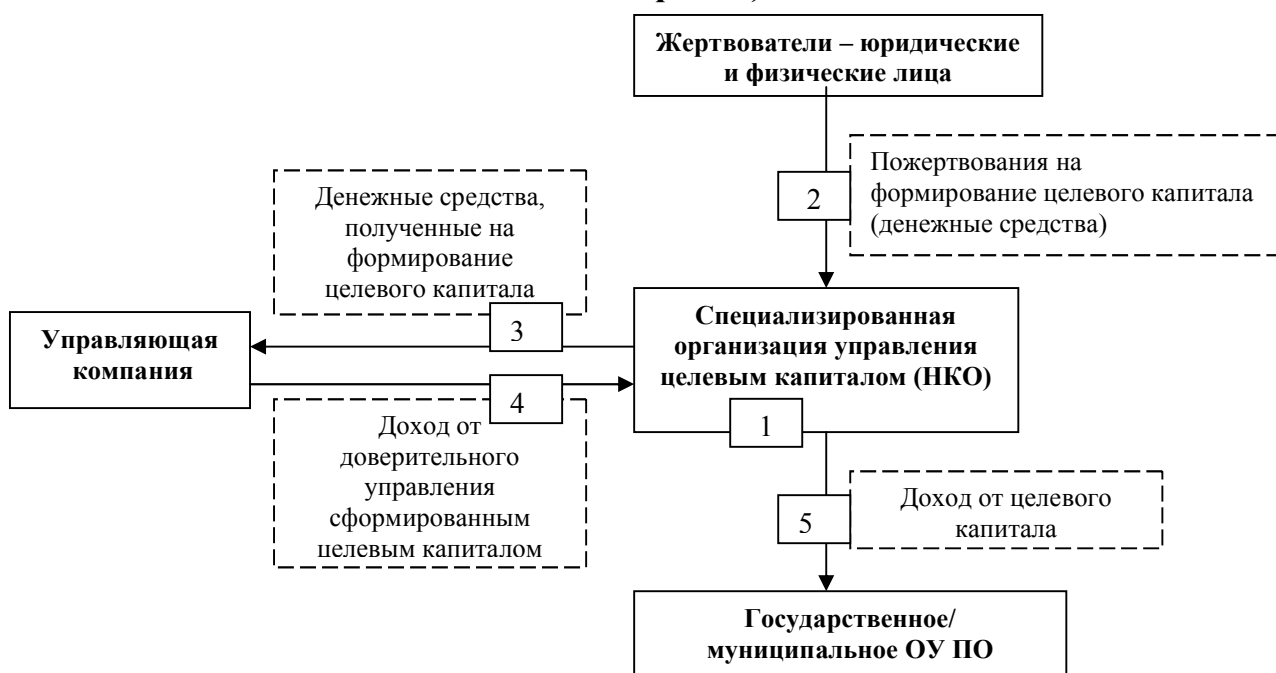 Жертвователи – юридические
и физические лица
Пожертвования на
формирование целевого капитала
(денежные средства)
2
Денежные средства,
полученные на
формирование
целевого капитала
3
Управляющая
компания
Специализированная
организация управления
целевым капиталом (НКО)
4
1
Доход от
доверительного
управления
сформированным
целевым капиталом
5
Доход от целевого
капитала
Государственное/
муниципальное ОУ ПО